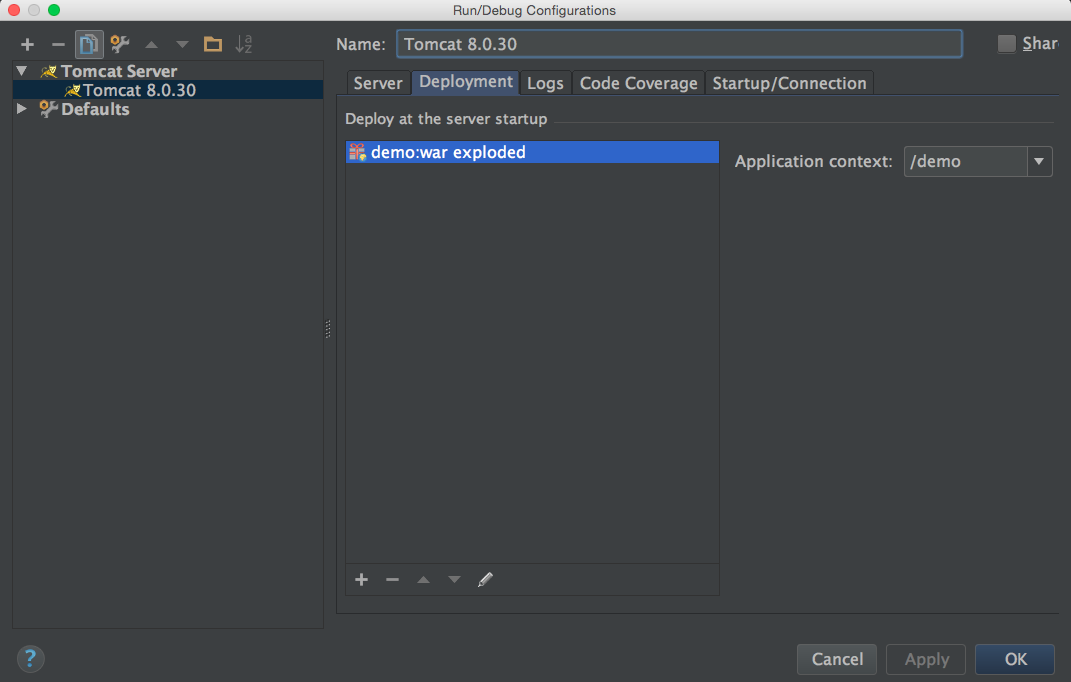 Run/Debug Configurations
Name: Tomcat 8.0.30
Shar
Tomcat Server
Tomcat 8.0.30
Defaults
Server Deployment Logs Code Coverage Startup/Connection
Deploy at the server startup
demo:war exploded
Application context: /demo
? Cancel Apply OK